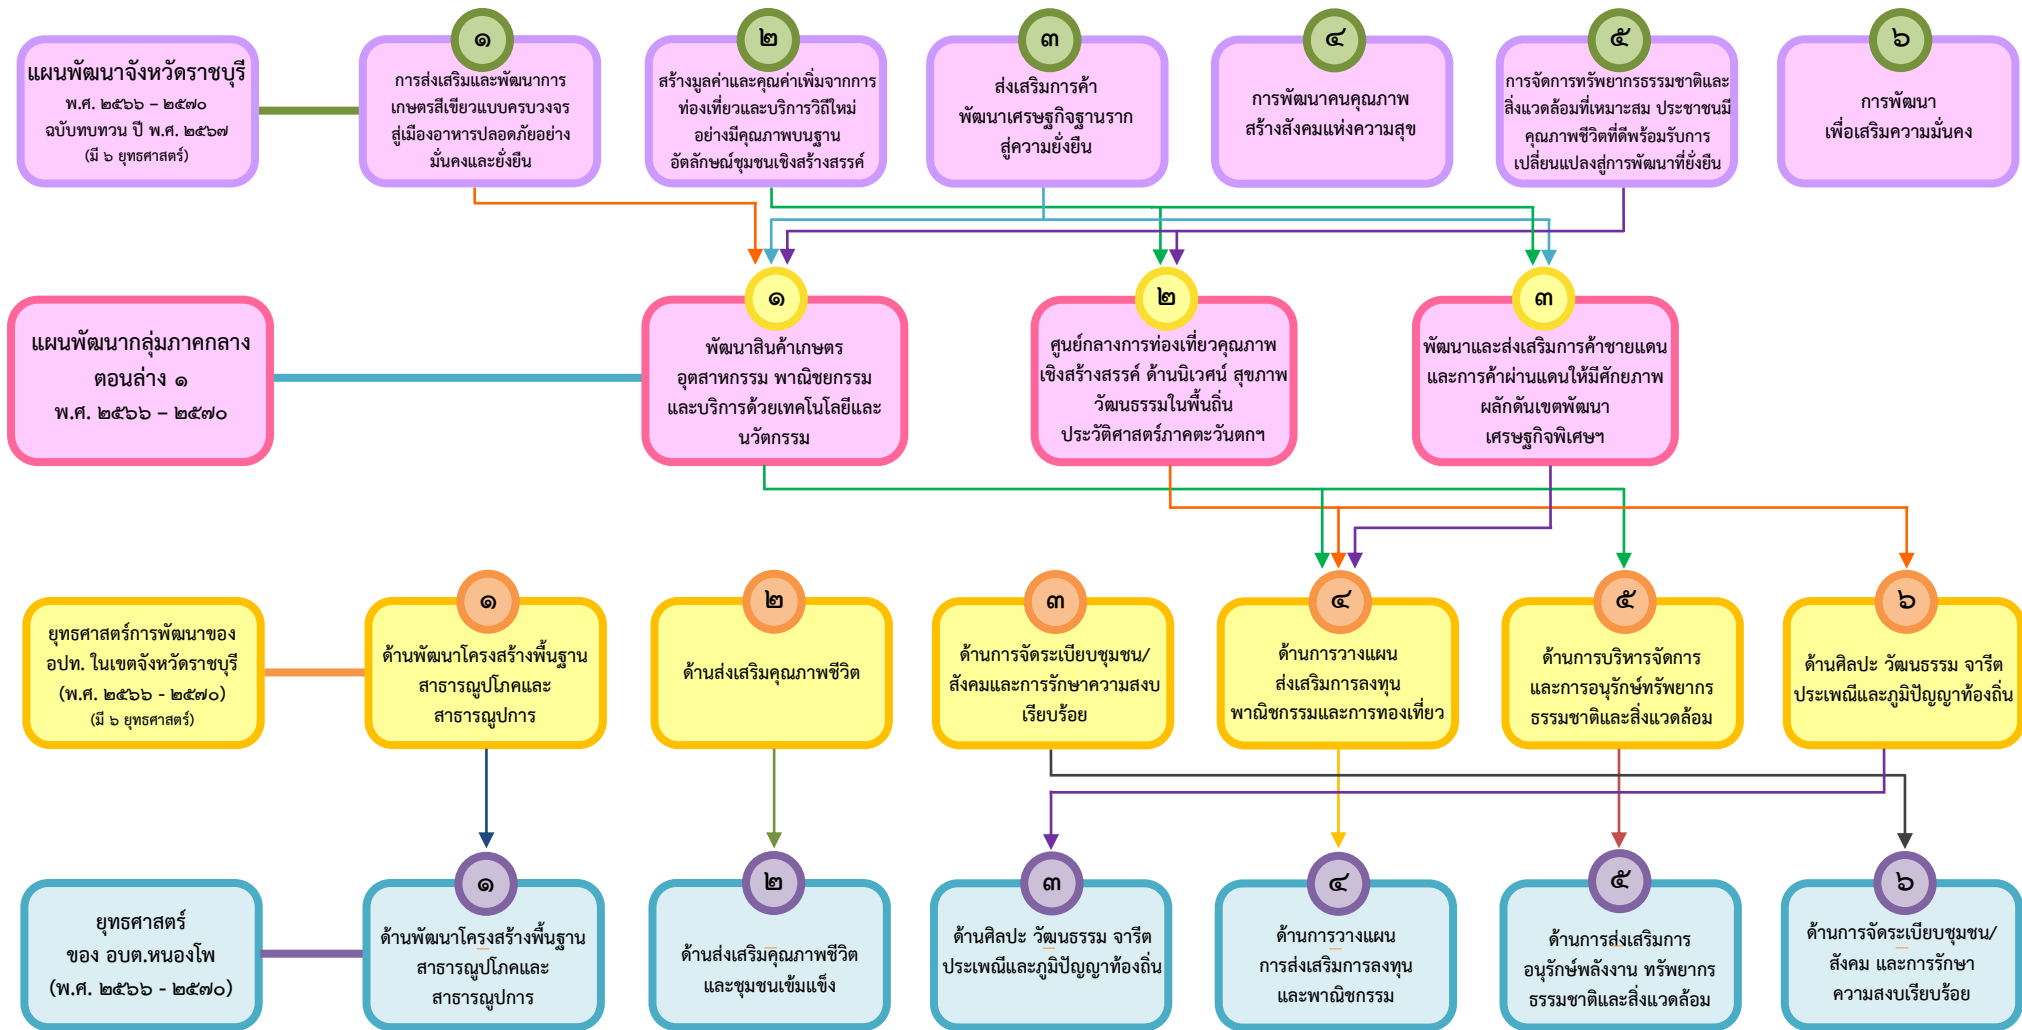 แผนพัฒนาจังหวัดราชบุรี
พ.ศ. ๒๕๖๖ – ๒๕๗๐
ฉบับทบทวน ปี พ.ศ. ๒๕๖๗
(มี ๖ ยุทธศาสตร์)
๑
การส่งเสริมและพัฒนาการ
เกษตรสีเขียวแบบครบวงจร
สู่เมืองอาหารปลอดภัยอย่าง
มั่นคงและยั่งยืน
๒
สร้างมูลค่าและคุณค่าเพิ่มจากการ
ท่องเที่ยวและบริการวิถีใหม่
อย่างมีคุณภาพบนฐาน
อัตลักษณ์ชุมชนเชิงสร้างสรรค์
๓
ส่งเสริมการค้า
พัฒนาเศรษฐกิจฐานราก
สู่ความยั่งยืน
๔
การพัฒนาคนคุณภาพ
สร้างสังคมแห่งความสุข
๕
การจัดการทรัพยากรธรรมชาติและ
สิ่งแวดล้อมที่เหมาะสม ประชาชนมี
คุณภาพชีวิตที่ดีพร้อมรับการ
เปลี่ยนแปลงสู่การพัฒนาที่ยั่งยืน
๖
การพัฒนา
เพื่อเสริมความมั่นคง
แผนพัฒนากลุ่มภาคกลาง
ตอนล่าง ๑
พ.ศ. ๒๕๖๖ – ๒๕๗๐
๑
พัฒนาสินค้าเกษตร
อุตสาหกรรม พาณิชยกรรม
และบริการด้วยเทคโนโลยีและ
นวัตกรรม
๒
ศูนย์กลางการท่องเที่ยวคุณภาพ
เชิงสร้างสรรค์ ด้านนิเวศน์ สุขภาพ
วัฒนธรรมในพื้นถิ่น
ประวัติศาสตร์ภาคตะวันตกฯ
๓
พัฒนาและส่งเสริมการค้าชายแดน
และการค้าผ่านแดนให้มีศักยภาพ
ผลักดันเขตพัฒนา
เศรษฐกิจพิเศษฯ
ยุทธศาสตร์การพัฒนาของ
อปท. ในเขตจังหวัดราชบุรี
(พ.ศ. ๒๕๖๖ - ๒๕๗๐)
(มี ๖ ยุทธศาสตร์)
๑
ด้านพัฒนาโครงสร้างพื้นฐาน
สาธารณูปโภคและ
สาธารณูปการ
๒
ด้านส่งเสริมคุณภาพชีวิต
๓
ด้านการจัดระเบียบชุมชน/
สังคมและการรักษาความสงบ
เรียบร้อย
๔
ด้านการวางแผน
ส่งเสริมการลงทุน
พาณิชกรรมและการทองเที่ยว
๕
ด้านการบริหารจัดการ
และการอนุรักษ์ทรัพยากร
ธรรมชาติและสิ่งแวดล้อม
๖
ด้านศิลปะ วัฒนธรรม จารีต
ประเพณีและภูมิปัญญาท้องถิ่น
ยุทธศาสตร์
ของ อบต.หนองโพ
(พ.ศ. ๒๕๖๖ - ๒๕๗๐)
๑
ด้านพัฒนาโครงสร้างพื้นฐาน
สาธารณูปโภคและ
สาธารณูปการ
๒
ด้านส่งเสริมคุณภาพชีวิต
และชุมชนเข้มแข็ง
๓
ด้านศิลปะ วัฒนธรรม จารีต
ประเพณีและภูมิปัญญาท้องถิ่น
๔
ด้านการวางแผน
การส่งเสริมการลงทุน
และพาณิชกรรม
๕
ด้านการส่งเสริมการ
อนุรักษ์พลังงาน ทรัพยากร
ธรรมชาติและสิ่งแวดล้อม
๖
ด้านการจัดระเบียบชุมชน/
สังคม และการรักษา
ความสงบเรียบร้อย